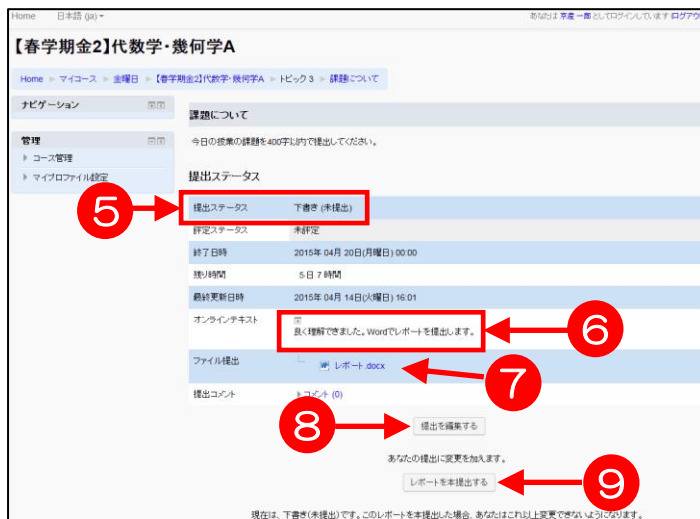 Home 日本語 (ja)
あなたは 京産一郎 としてログインしています ログアウ
【春学期金2】代数学・幾何学A
Home マイコース 金曜日 【春学期金2】代数学・幾何学A トピック 3 課題について
ナビゲーション
管理
コース管理
マイプロファイル設定
課題について
今日の授業の課題を400字以内で提出してください。
提出ステータス
⑤
提出ステータス 下書き (未提出)
評定ステータス 未評定
終了日時 2015年 04月 20日(月曜日) 00:00
残り時間 5日 7時間
最終更新日時 2015年 04月 14日(火曜日) 16:01
オンラインテキスト
良く理解できました。Wordでレポートを提出します。
⑥
ファイル提出 レポート.docx
⑦
提出コメント コメント (0)
⑧
提出を編集する
あなたの提出に変更を加えます。
レポートを本提出する
⑨
現在は、下書き(未提出)です。このレポートを本提出した場合、あなたはこれ以上変更できないようになります。